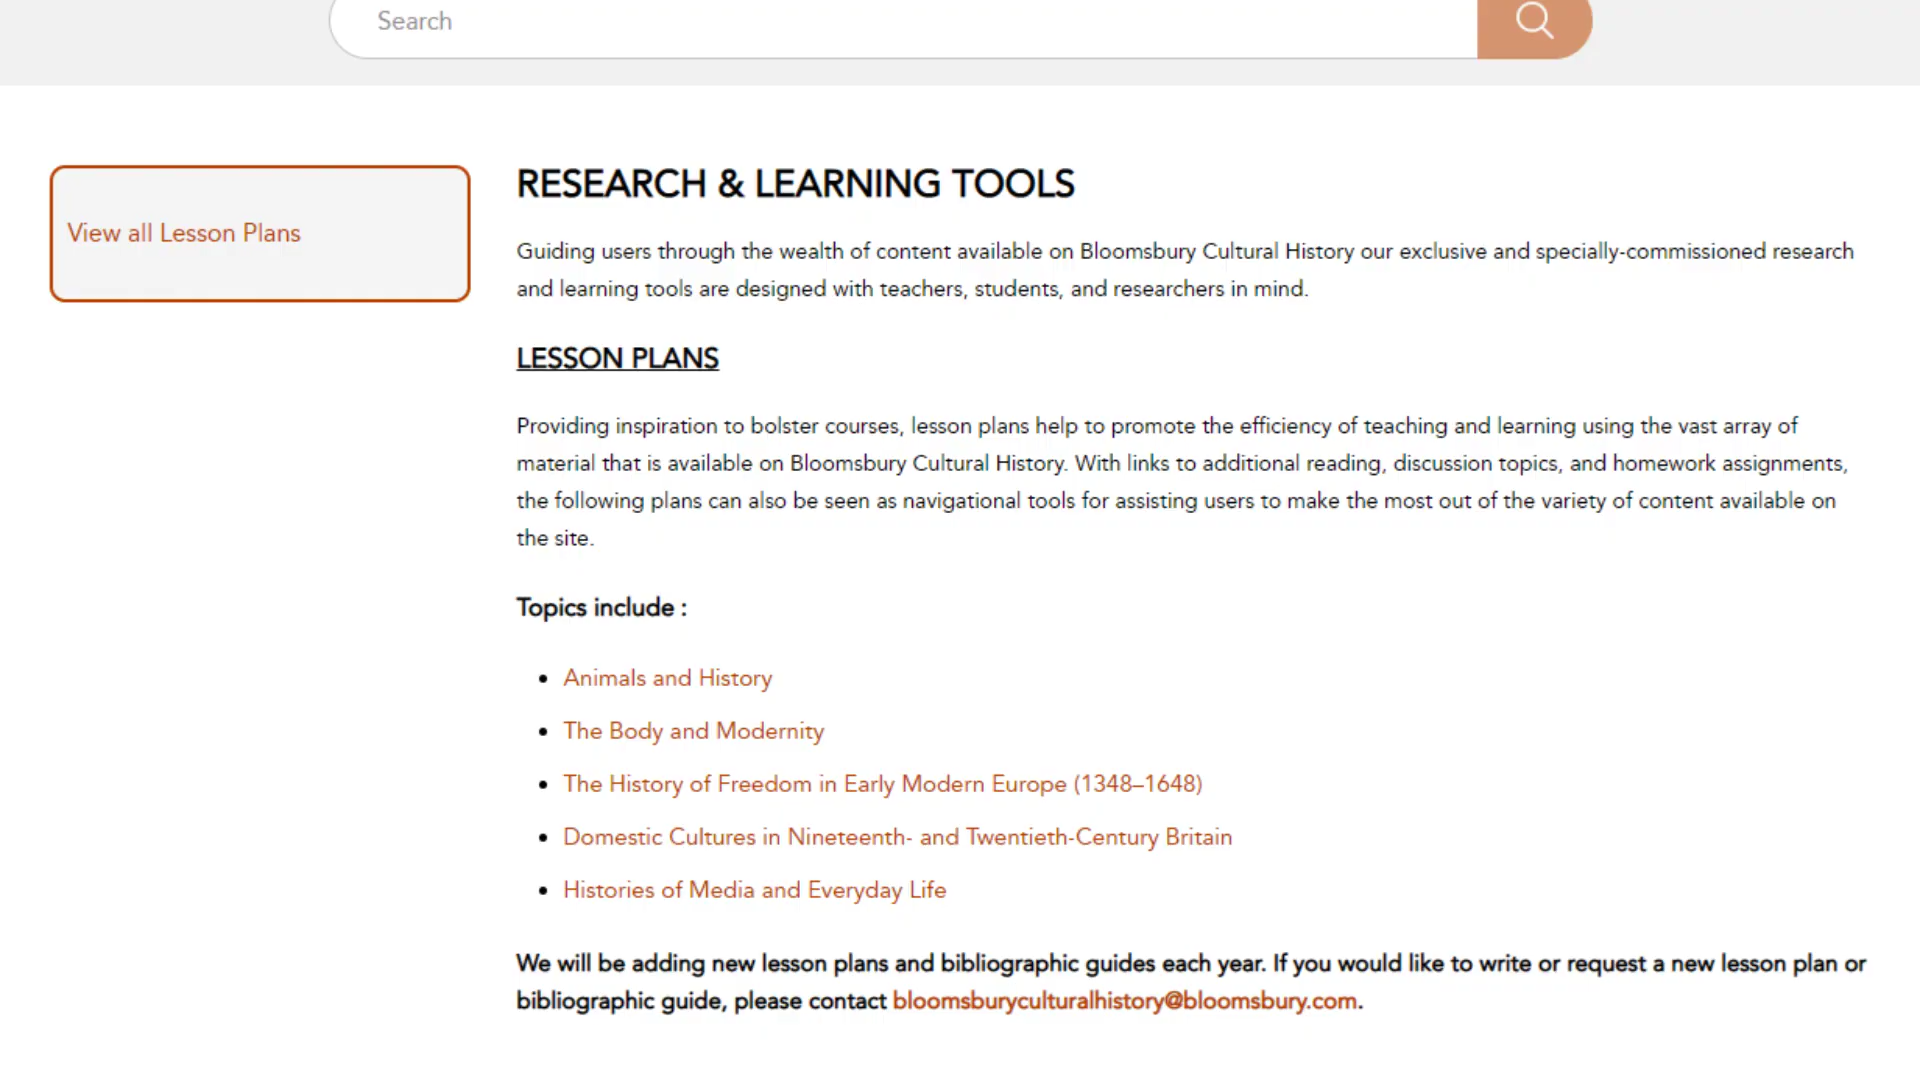 Search
View all Lesson Plans
RESEARCH & LEARNING TOOLS
Guiding users through the wealth of content available on Bloomsbury Cultural History our exclusive and specially-commissioned research
and learning tools are designed with teachers, students, and researchers in mind.
LESSON PLANS
Providing inspiration to bolster courses, lesson plans help to promote the efficiency of teaching and learning using the vast array of
material that is available on Bloomsbury Cultural History. With links to additional reading, discussion topics, and homework assignments,
the following plans can also be seen as navigational tools for assisting users to make the most out of the variety of content available on
the site.
Topics include :
• Animals and History
• The Body and Modernity
• The History of Freedom in Early Modern Europe (1348–1648)
• Domestic Cultures in Nineteenth- and Twentieth-Century Britain
• Histories of Media and Everyday Life
We will be adding new lesson plans and bibliographic guides each year. If you would like to write or request a new lesson plan or
bibliographic guide, please contact bloomsburyculturalhistory@bloomsbury.com.